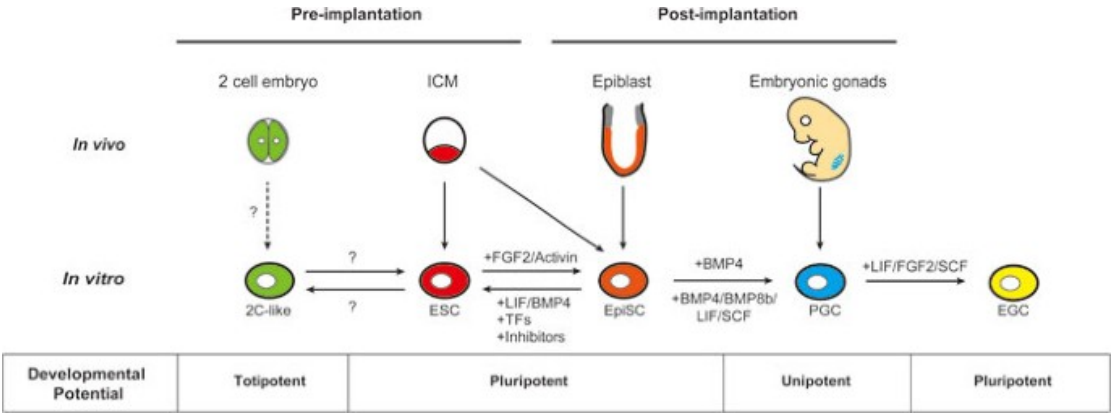 Pre-implantation
Post-implantation
2 cell embryo
ICM
Epiblast
Embryonic gonads
In vivo
?
In vitro
?
?
+FGF2/Activin
+LIF/BMP4
+TFs
+Inhibitors
+BMP4
+BMP4/BMP8b/
LIF/SCF
+LIF/FGF2/SCF
2C-like
ESC
EpiSC
PGC
EGC
Developmental
Potential
Totipotent
Pluripotent
Unipotent
Pluripotent